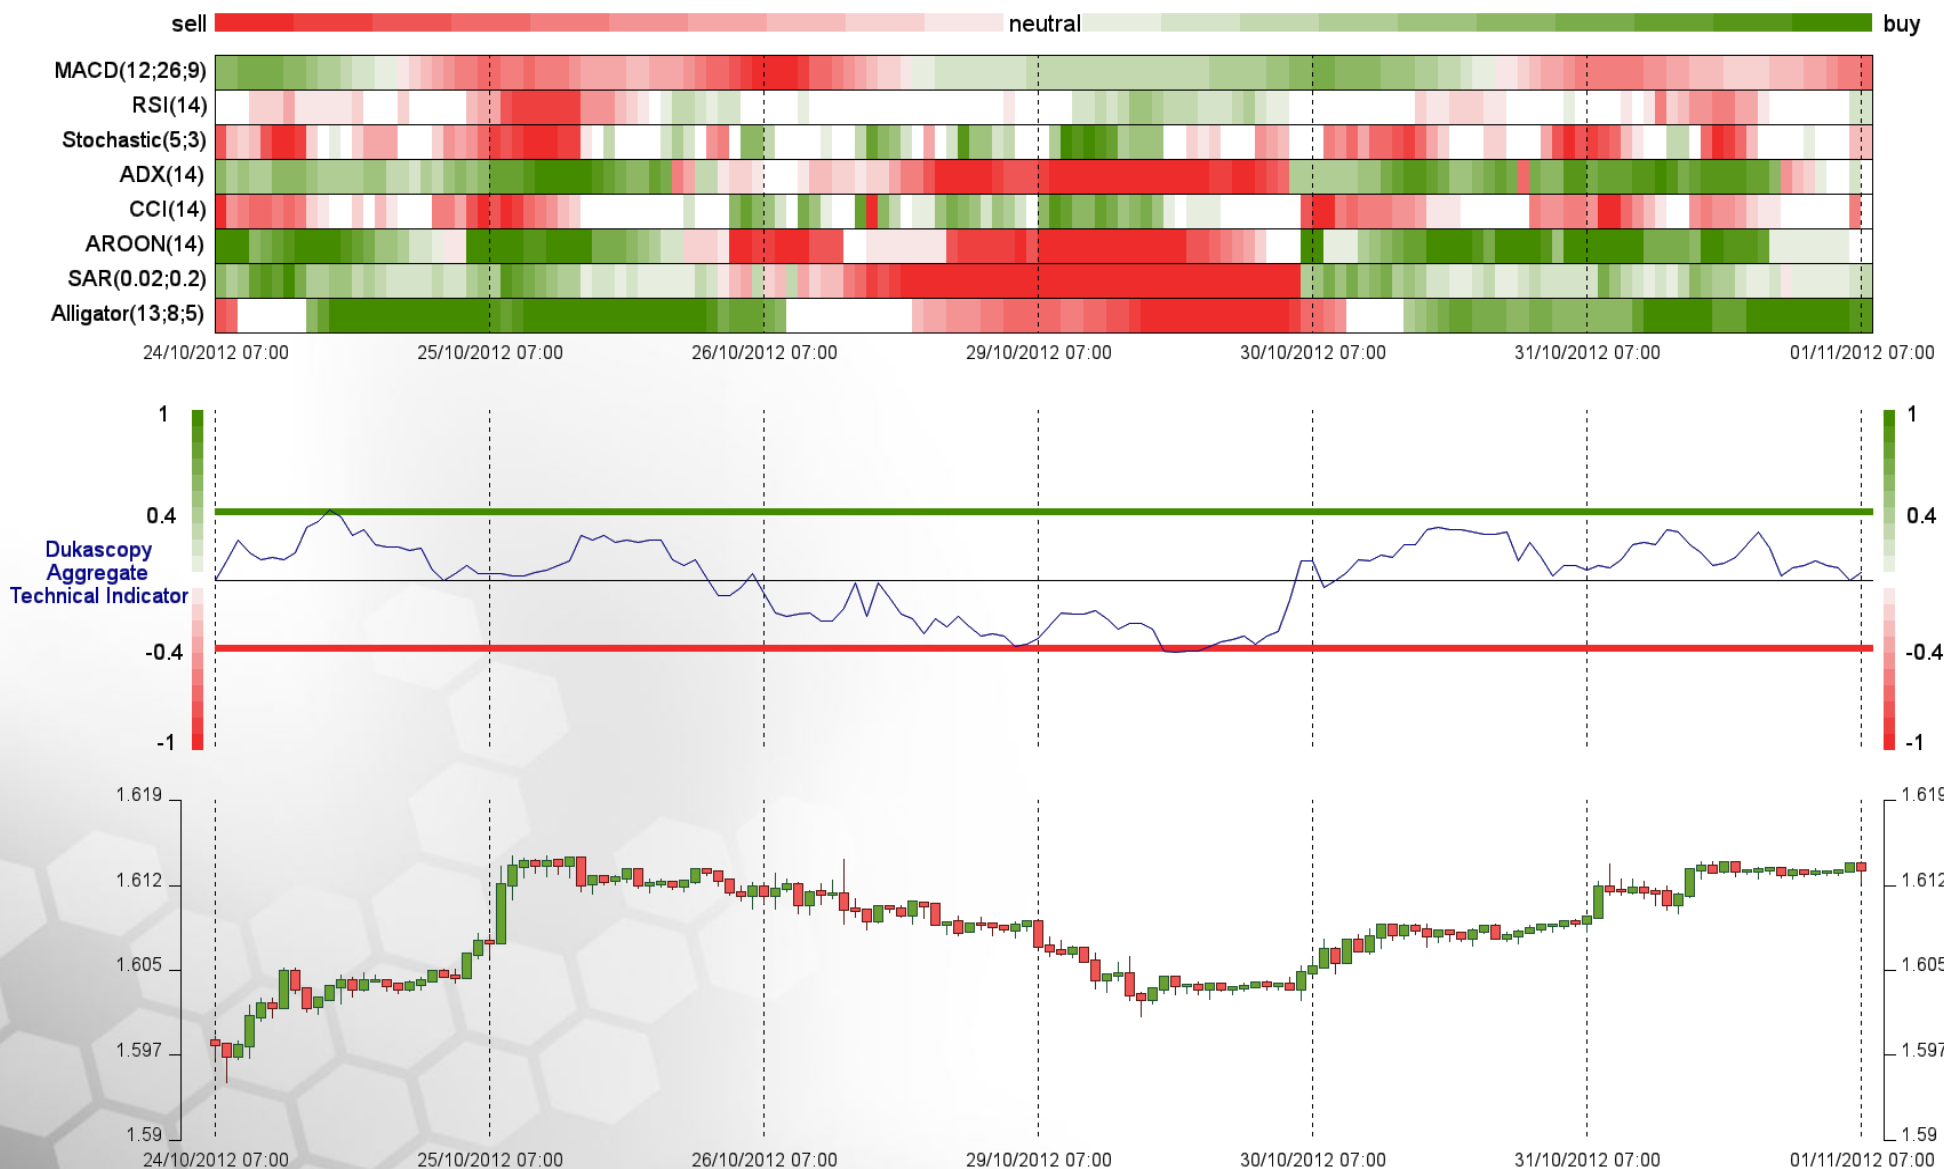 sell neutral buy
MACD(12;26;9)
RSI(14)
Stochastic(5;3)
ADX(14)
CCI(14)
AROON(14)
SAR(0.02;0.2)
Alligator(13;8;5)
24/10/2012 07:00 25/10/2012 07:00 26/10/2012 07:00 29/10/2012 07:00 30/10/2012 07:00 31/10/2012 07:00 01/11/2012 07:00
1 1
0.4 0.4
Dukascopy
Aggregate
Technical Indicator
-0.4 -0.4
-1 -1
1.619 1.619
1.612 1.612
1.605 1.605
1.597 1.597
1.59 1.59
24/10/2012 07:00 25/10/2012 07:00 26/10/2012 07:00 29/10/2012 07:00 30/10/2012 07:00 31/10/2012 07:00 01/11/2012 07:00